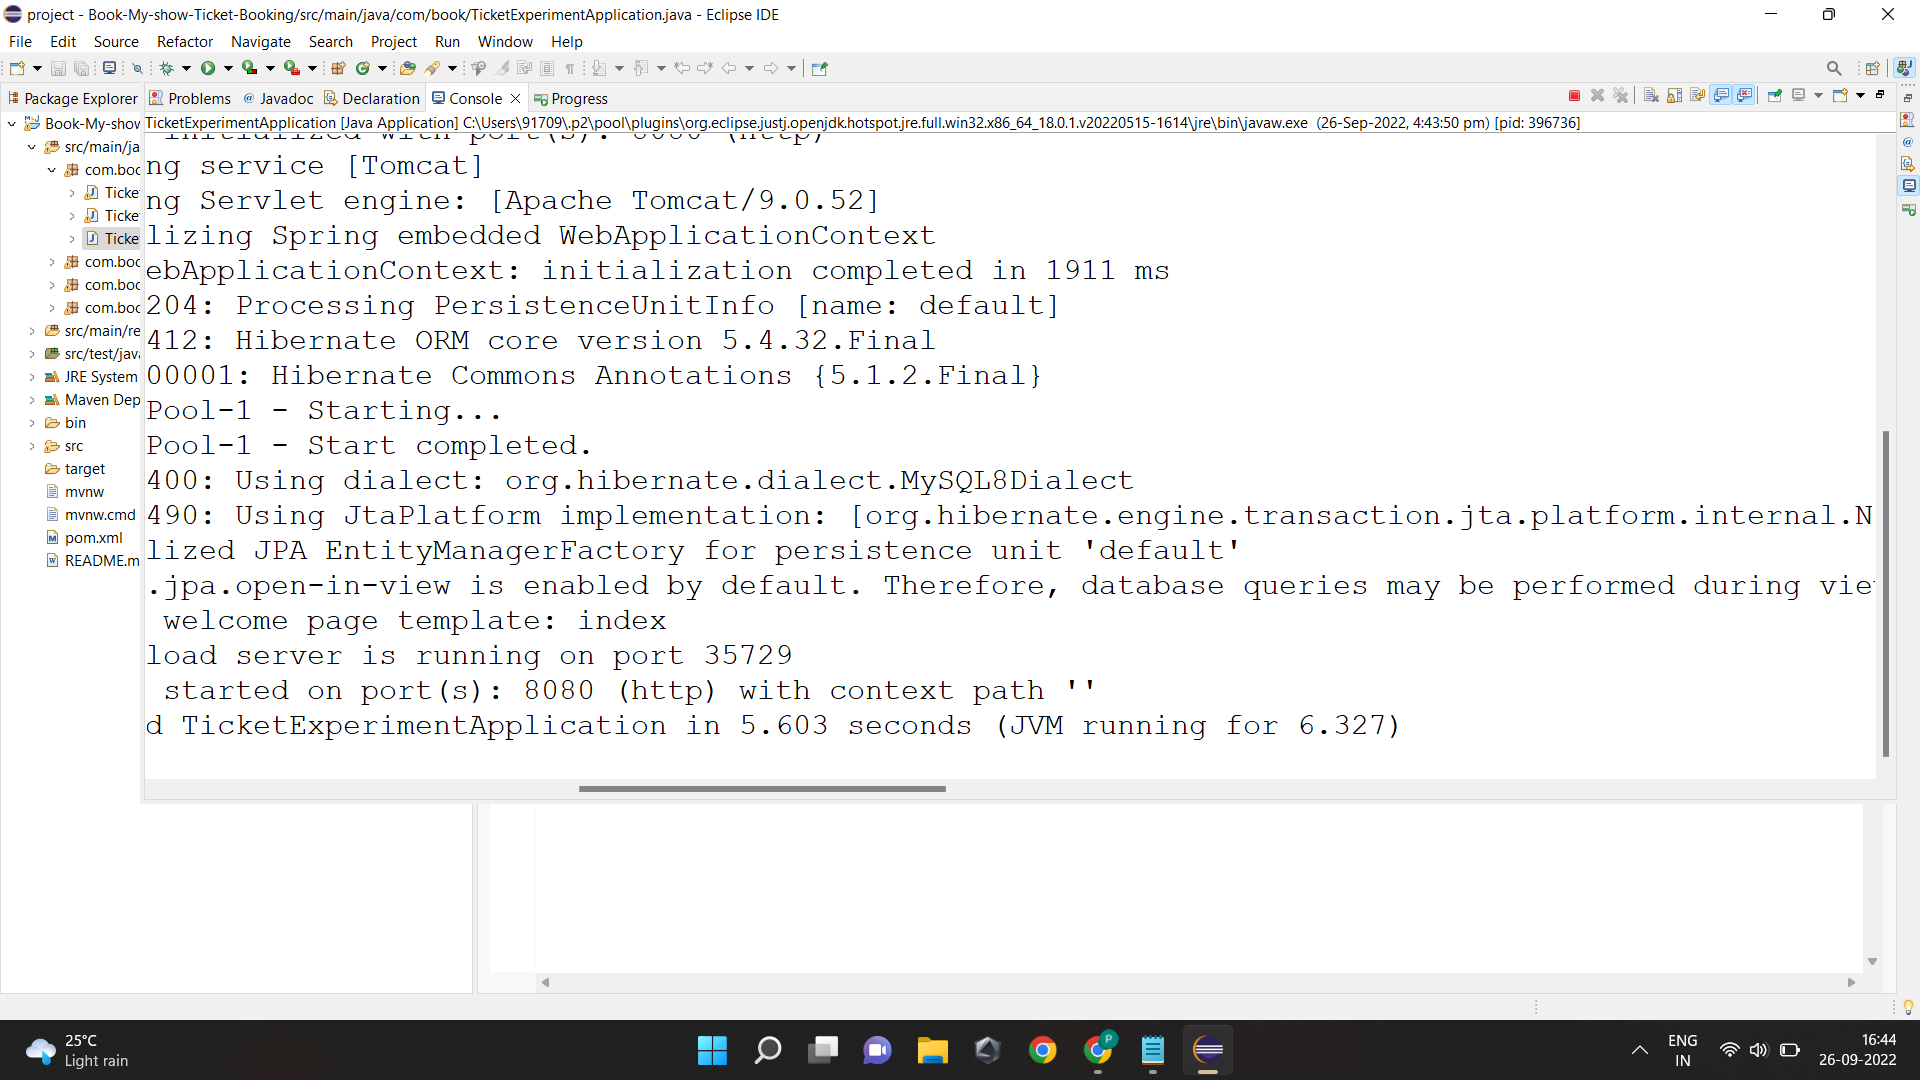 project - Book-My-show-Ticket-Booking/src/main/java/com/book/TicketExperimentApplication.java - Eclipse IDE
File Edit Source Refactor Navigate Search Project Run Window Help
Package Explorer Problems Javadoc Declaration Console Progress
TicketExperimentApplication [Java Application] C:\Users\91709\.p2\pool\plugins\org.eclipse.justj.openjdk.hotspot.jre.full.win32.x86_64_18.0.1.v20220515-1614\jre\bin\javaw.exe (26-Sep-2022, 4:43:50 pm) [pid: 396736]
Book-My-show
src/main/ja
com.boo
Ticke
Ticke
Ticke
com.boo
com.boo
com.boo
src/main/re
src/test/java
JRE System
Maven Dep
bin
src
target
mvnw
mvnw.cmd
pom.xml
README.m
initialized with port(s): 8080 (http)
ng service [Tomcat]
ng Servlet engine: [Apache Tomcat/9.0.52]
lizing Spring embedded WebApplicationContext
ebApplicationContext: initialization completed in 1911 ms
204: Processing PersistenceUnitInfo [name: default]
412: Hibernate ORM core version 5.4.32.Final
00001: Hibernate Commons Annotations {5.1.2.Final}
Pool-1 - Starting...
Pool-1 - Start completed.
400: Using dialect: org.hibernate.dialect.MySQL8Dialect
490: Using JtaPlatform implementation: [org.hibernate.engine.transaction.jta.platform.internal.N
lized JPA EntityManagerFactory for persistence unit 'default'
.jpa.open-in-view is enabled by default. Therefore, database queries may be performed during vie
welcome page template: index
load server is running on port 35729
started on port(s): 8080 (http) with context path ''
d TicketExperimentApplication in 5.603 seconds (JVM running for 6.327)
25°C
Light rain
P
ENG
IN
16:44
26-09-2022